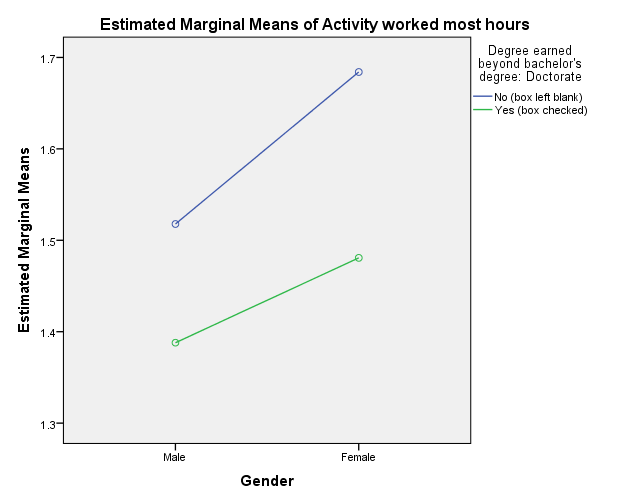 Estimated Marginal Means of Activity worked most hours
Degree earned
beyond bachelor's
degree: Doctorate
No (box left blank)
Yes (box checked)
Estimated Marginal Means
1.7
1.6
1.5
1.4
1.3
Male
Female
Gender